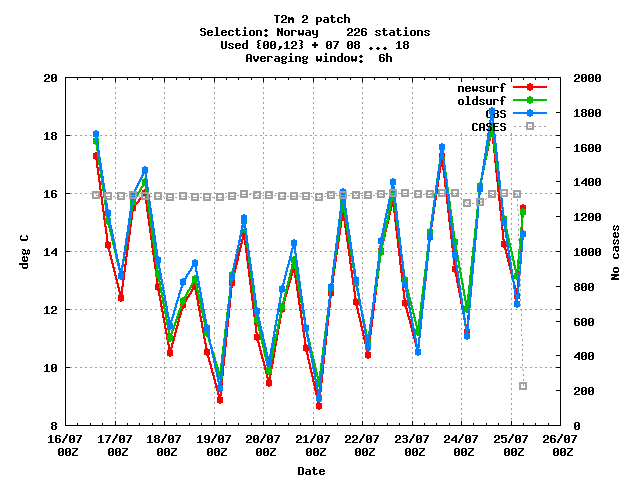 T2m 2 patch
Selection: Norway 226 stations
Used {00,12} + 07 08 ... 18
Averaging window: 6h
newsurf
oldsurf
OBS
CASES
deg C
20
18
16
14
12
10
8
No cases
2000
1800
1600
1400
1200
1000
800
600
400
200
0
16/07 17/07 18/07 19/07 20/07 21/07 22/07 23/07 24/07 25/07 26/07
00Z 00Z 00Z 00Z 00Z 00Z 00Z 00Z 00Z 00Z 00Z
Date